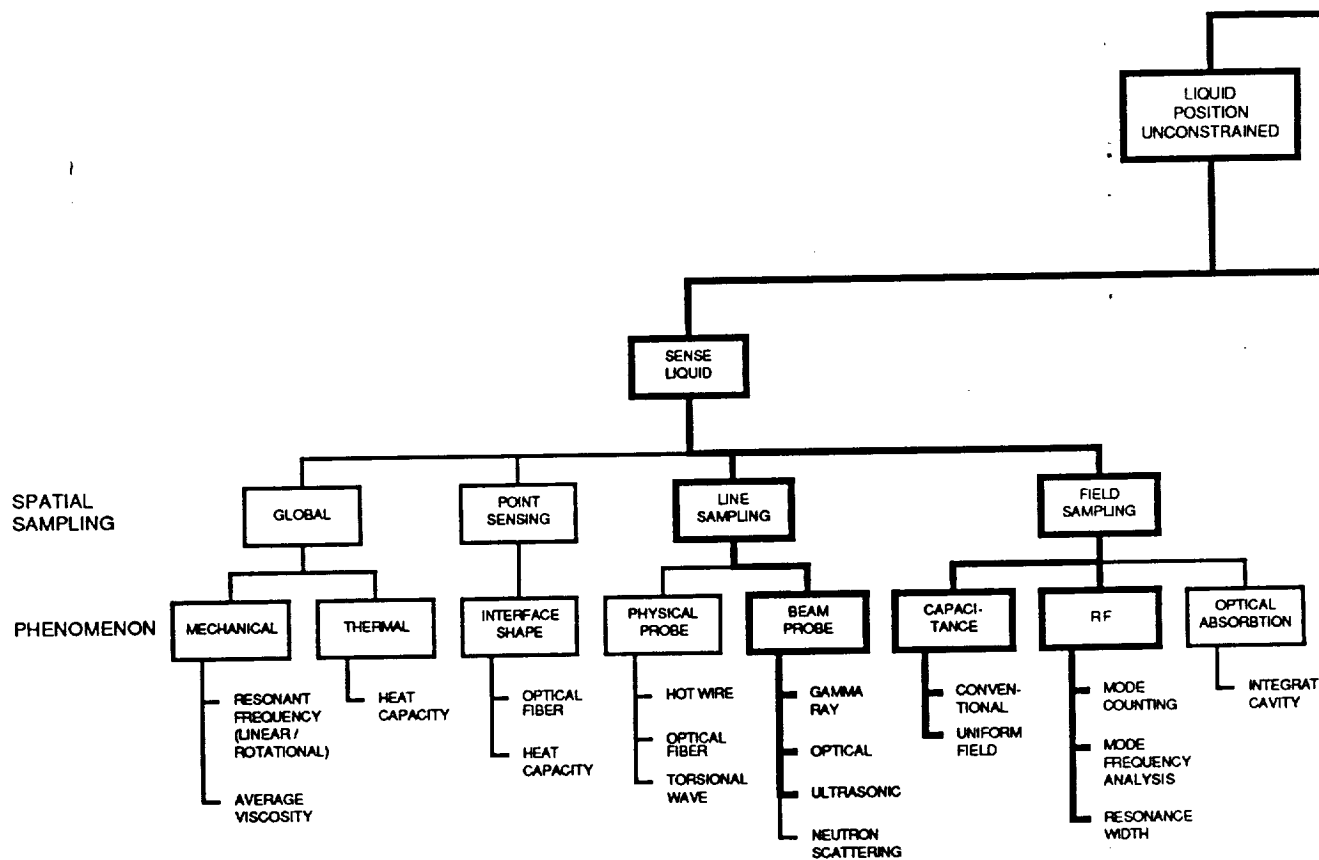 LIQUID
POSITION
UNCONSTRAINED
SENSE
LIQUID
SPATIAL
SAMPLING
GLOBAL
POINT
SENSING
LINE
SAMPLING
FIELD
SAMPLING
PHENOMENON
MECHANICAL
THERMAL
INTERFACE
SHAPE
PHYSICAL
PROBE
BEAM
PROBE
CAPACI-
TANCE
RF
OPTICAL
ABSORBTION
RESONANT
FREQUENCY
(LINEAR /
ROTATIONAL)
AVERAGE
VISCOSITY
HEAT
CAPACITY
OPTICAL
FIBER
HEAT
CAPACITY
HOT WIRE
OPTICAL
FIBER
TORSIONAL
WAVE
GAMMA
RAY
OPTICAL
ULTRASONIC
NEUTRON
SCATTERING
CONVEN-
TIONAL
UNIFORM
FIELD
MODE
COUNTING
MODE
FREQUENCY
ANALYSIS
RESONANCE
WIDTH
INTEGRAT
CAVITY